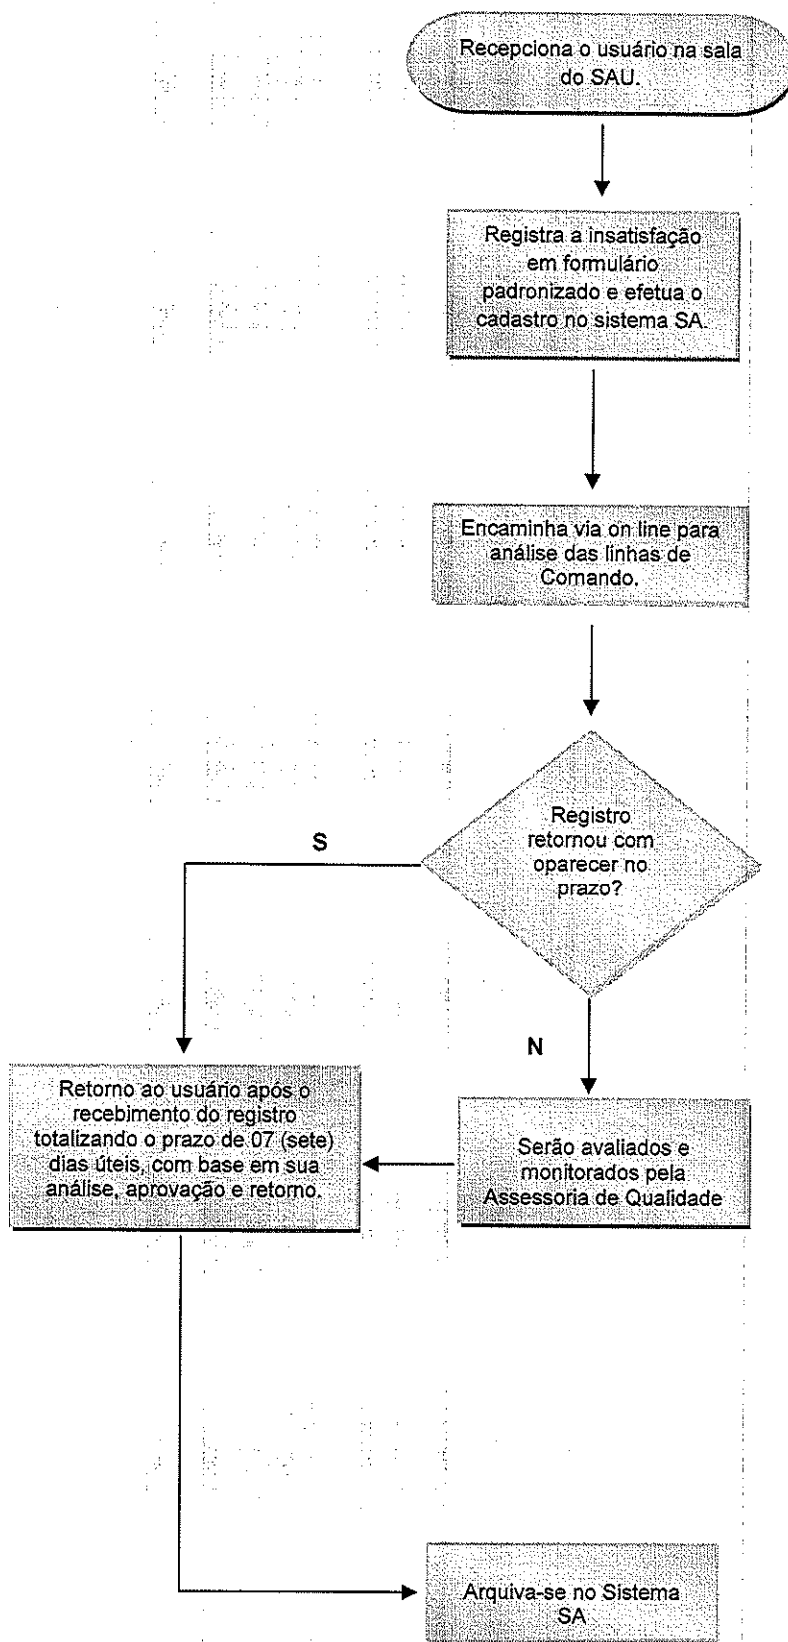 Recepciona o usuário na sala
do SAU.
Registra a insatisfação
em formulário
padronizado e efetua o
cadastro no sistema SA.
Encaminha via on line para
análise das linhas de
Comando.
Registro
retornou com
oparecer no
prazo?
S
N
Retorno ao usuário após o
recebimento do registro
totalizando o prazo de 07 (sete)
dias úteis, com base em sua
análise, aprovação e retorno.
Serão avaliados e
monitorados pela
Assessoria de Qualidade
Arquiva-se no Sistema
SA